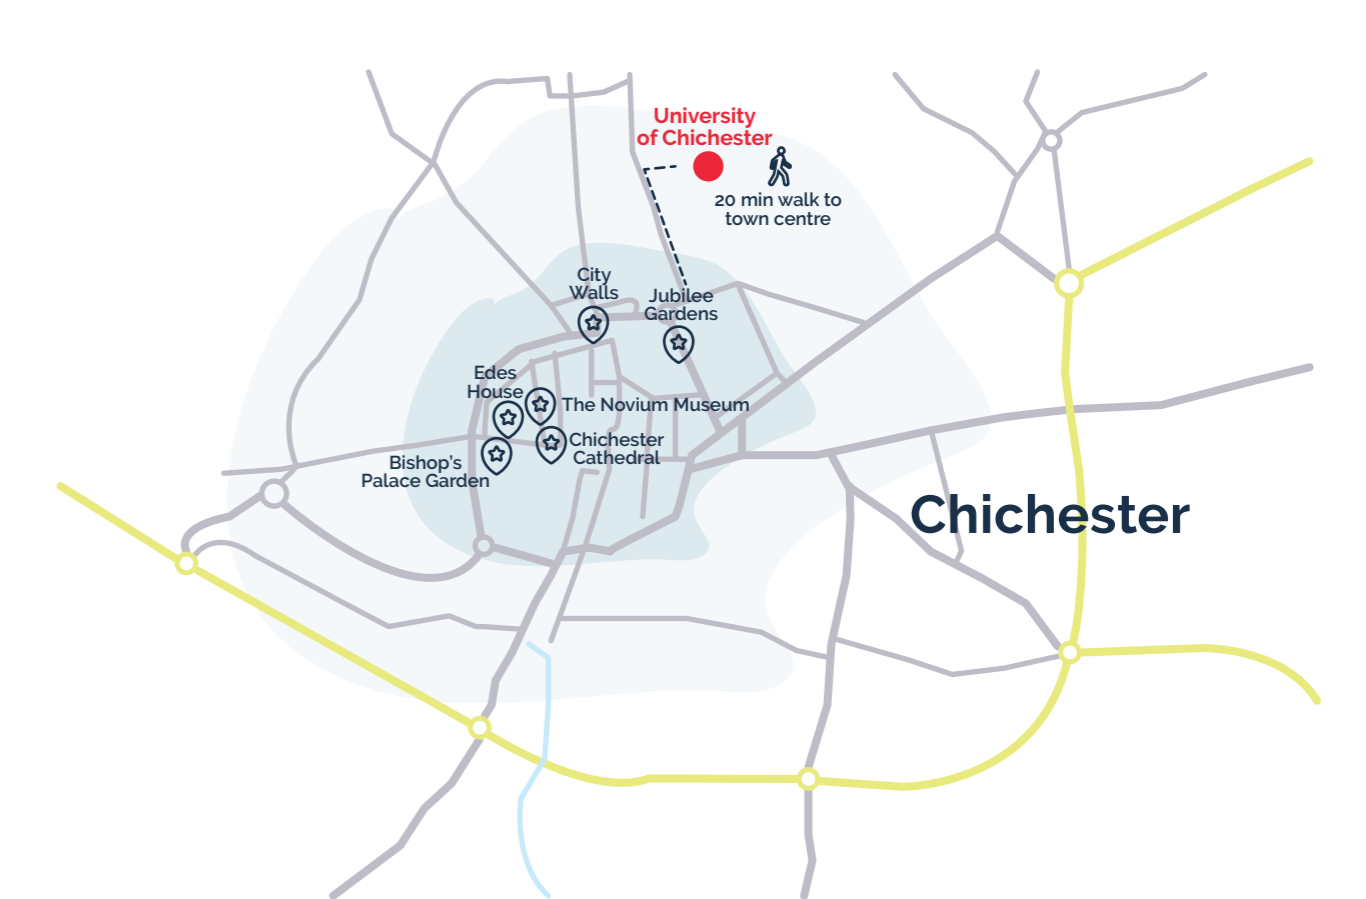 University
of Chichester
20 min walk to
town centre
City
Walls
Jubilee
Gardens
Edes
House
The Novium Museum
Chichester
Cathedral
Bishop's
Palace Garden
Chichester